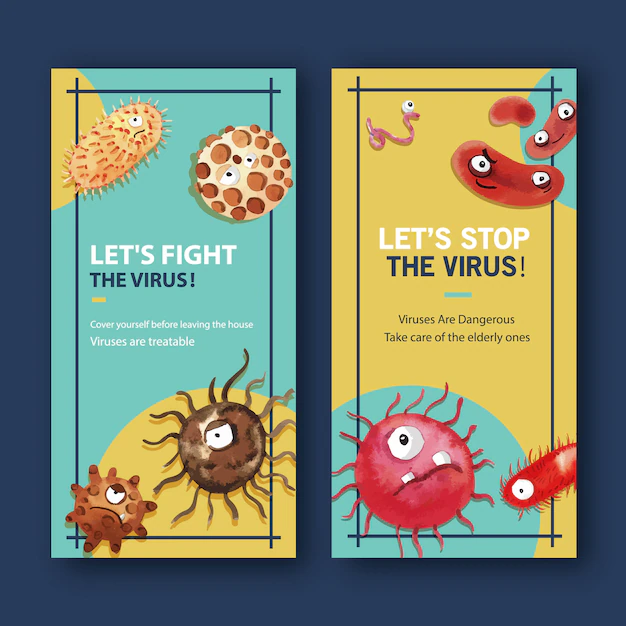 LET'S FIGHT
THE VIRUS!
Cover yourself before leaving the house
Viruses are treatable
LET'S STOP
THE VIRUS!
Viruses Are Dangerous
Take care of the elderly ones